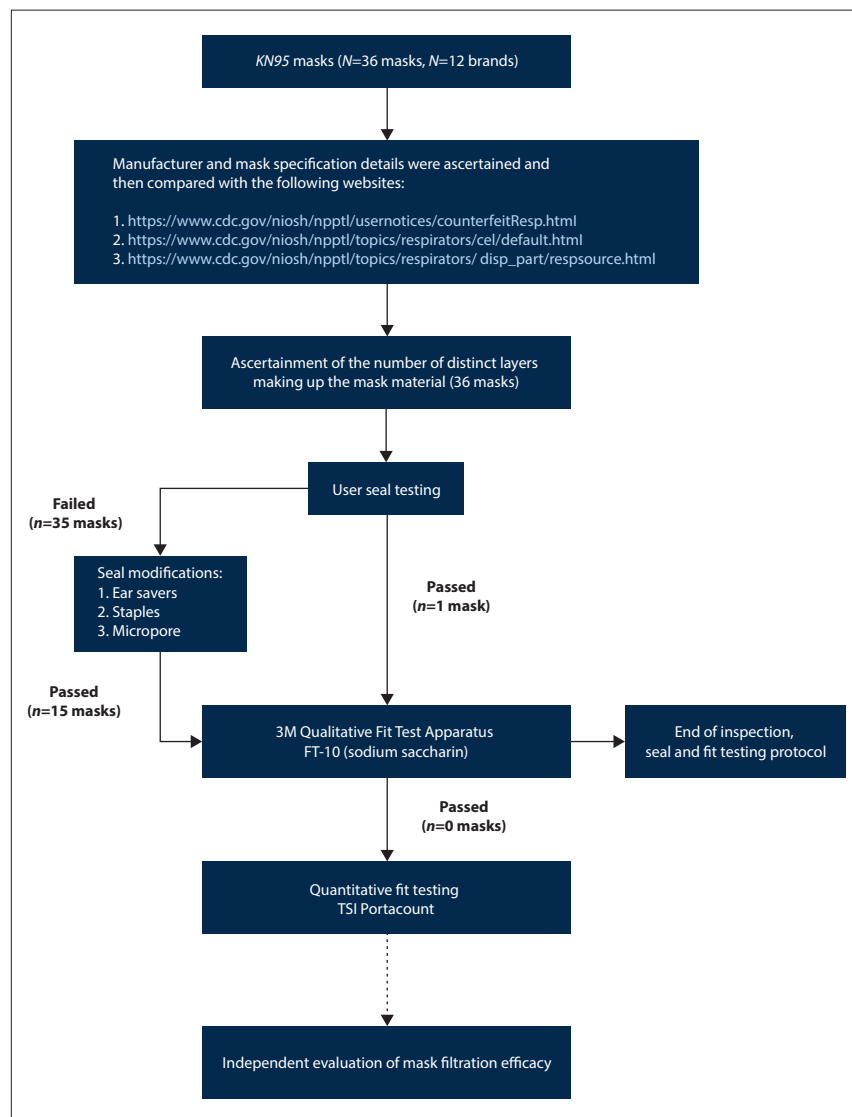 KN95 masks (N=36 masks, N=12 brands)
Manufacturer and mask specification details were ascertained and
then compared with the following websites:
1. https://www.cdc.gov/niosh/npptl/usernotices/counterfeitResp.html
2. https://www.cdc.gov/niosh/npptl/topics/respirators/cel/default.html
3. https://www.cdc.gov/niosh/npptl/topics/respirators/ disp_part/respsource.html
Ascertainment of the number of distinct layers
making up the mask material (36 masks)
User seal testing
Failed
(n=35 masks)
Seal modifications:
1. Ear savers
2. Staples
3. Micropore
Passed
(n=1 mask)
Passed
(n=15 masks)
3M Qualitative Fit Test Apparatus
FT-10 (sodium saccharin)
End of inspection,
seal and fit testing protocol
Passed
(n=0 masks)
Quantitative fit testing
TSI Portacount
Independent evaluation of mask filtration efficacy